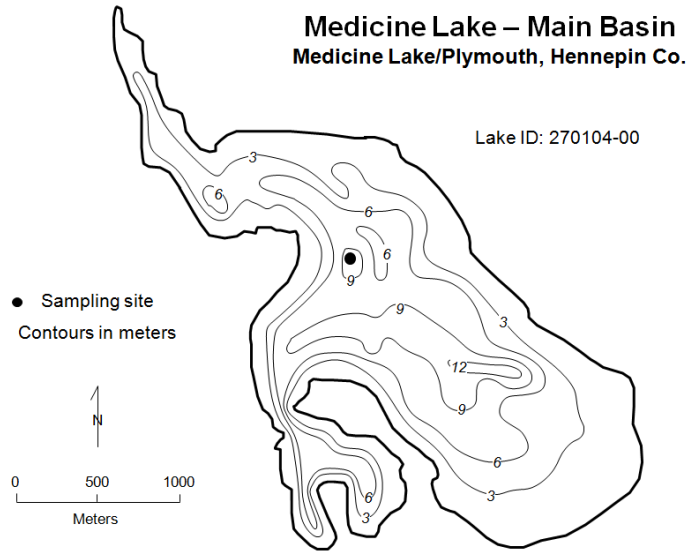 Medicine Lake – Main Basin
Medicine Lake/Plymouth, Hennepin Co.
Lake ID: 270104-00
3
6
6
6
9
9
3
12
9
6
3
6
3
Sampling site
Contours in meters
N
0 500 1000
Meters